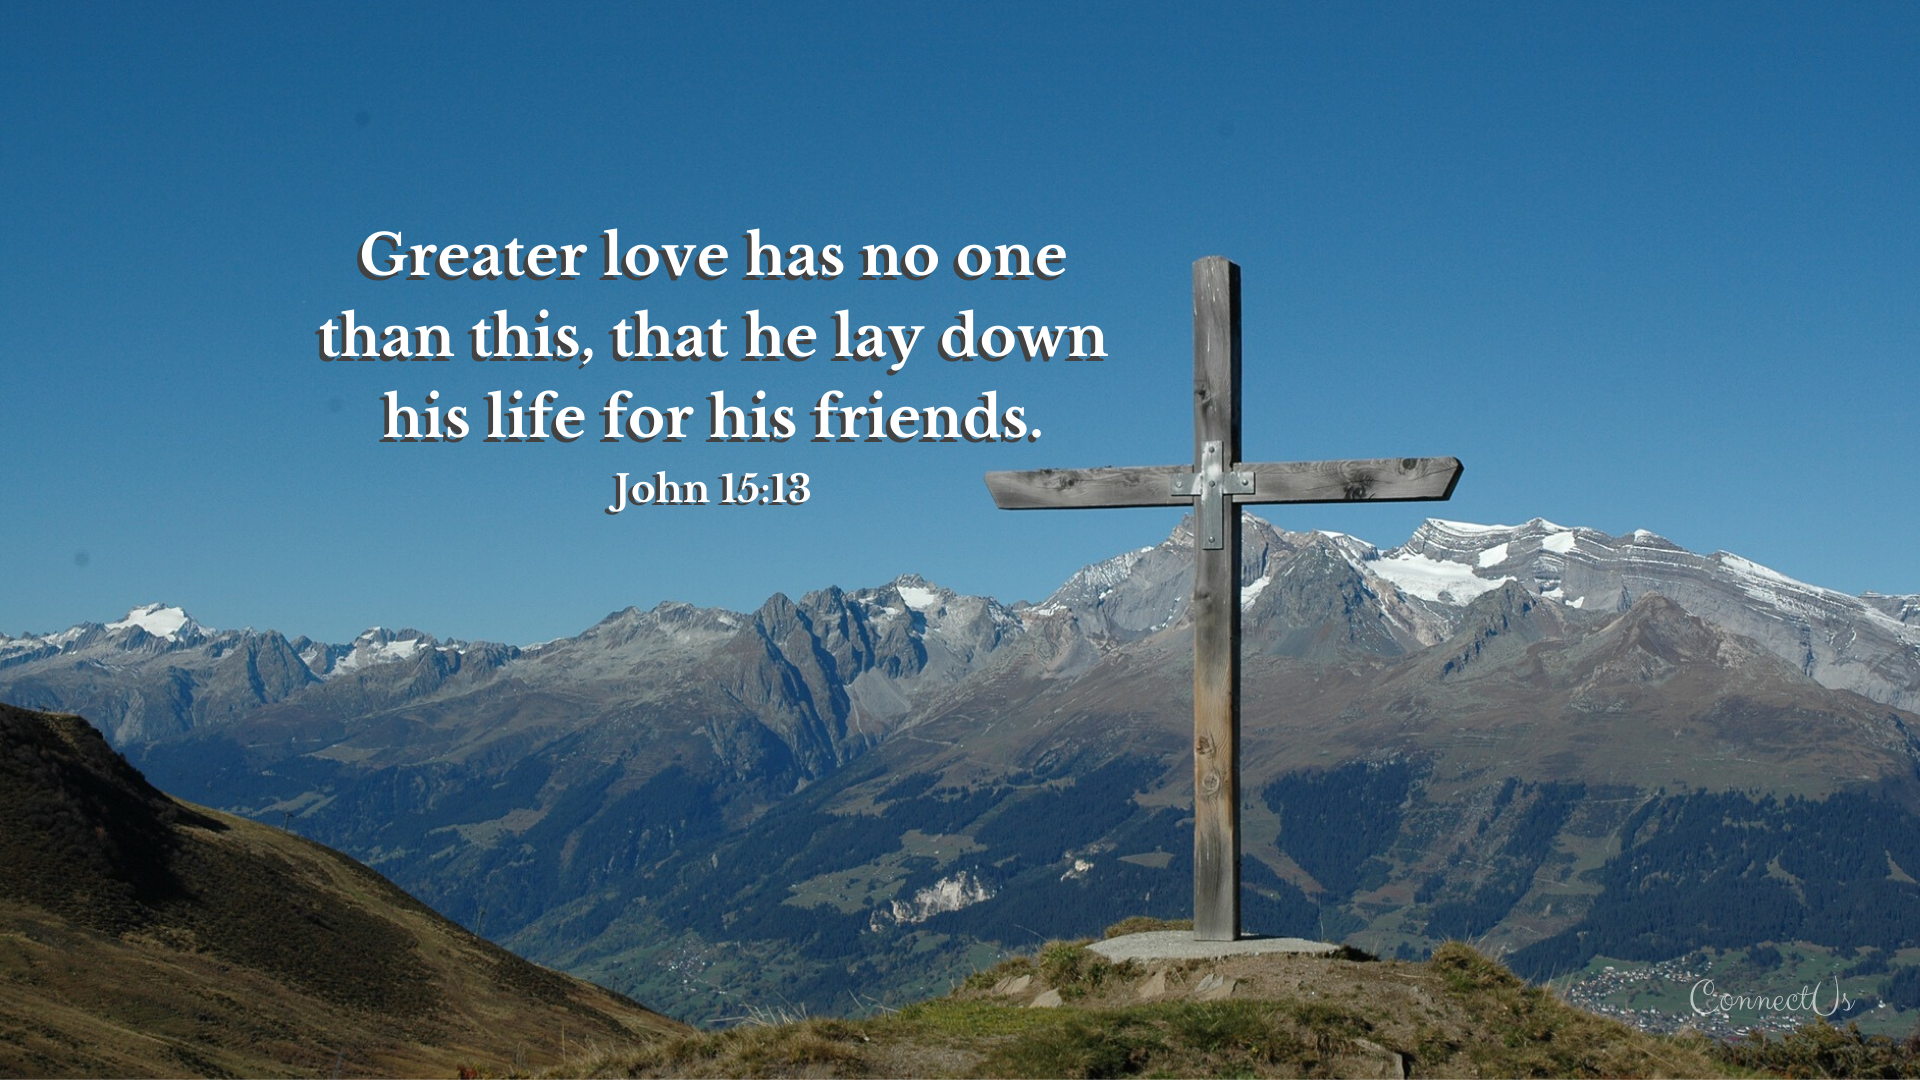 Greater love has no one
than this, that he lay down
his life for his friends.
John 15:13
ConnectUs